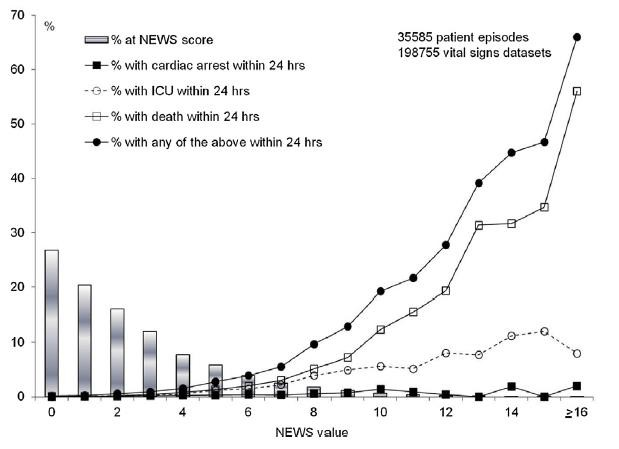 70
%
35585 patient episodes
198755 vital signs datasets
% at NEWS score
% with cardiac arrest within 24 hrs
% with ICU within 24 hrs
% with death within 24 hrs
% with any of the above within 24 hrs
60
50
40
30
20
10
0
0 2 4 6 8 10 12 14 ≥16
NEWS value